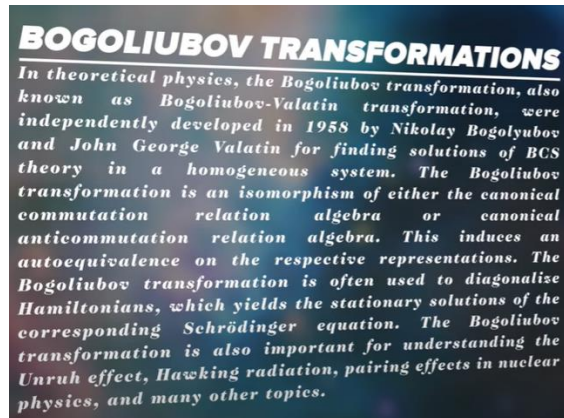 BOGOLIUBOV TRANSFORMATIONS
In theoretical physics, the Bogoliubov transformation, also
known as Bogoliubov-Valatin transformation, were
independently developed in 1958 by Nikolay Bogolyubov
and John George Valatin for finding solutions of BCS
theory in a homogeneous system. The Bogoliubov
transformation is an isomorphism of either the canonical
commutation relation algebra or canonical
anticommutation relation algebra. This induces an
autoequivalence on the respective representations. The
Bogoliubov transformation is often used to diagonalize
Hamiltonians, which yields the stationary solutions of the
corresponding Schrödinger equation. The Bogoliubov
transformation is also important for understanding the
Unruh effect, Hawking radiation, pairing effects in nuclear
physics, and many other topics.